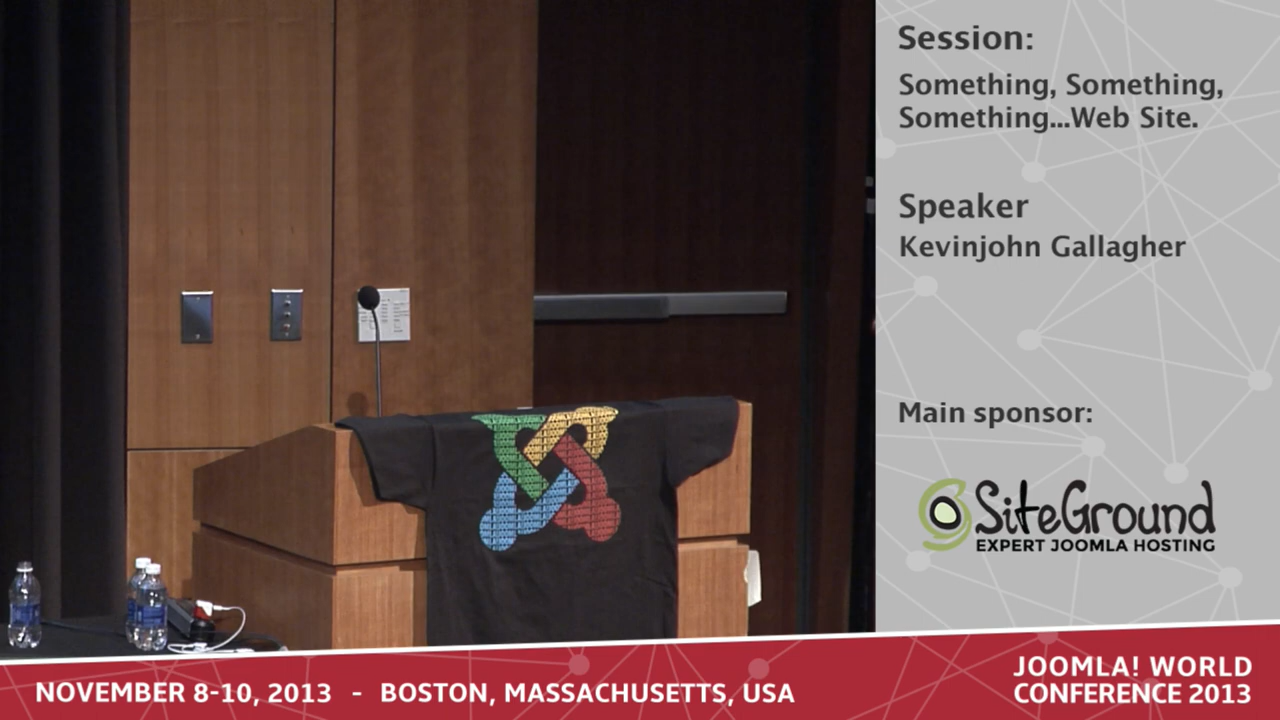 Session:
Something, Something,
Something...Web Site.
Speaker
Kevinjohn Gallagher
Main sponsor:
SiteGround
EXPERT JOOMLA HOSTING
NOVEMBER 8-10, 2013 - BOSTON, MASSACHUSETTS, USA
JOOMLA! WORLD
CONFERENCE 2013